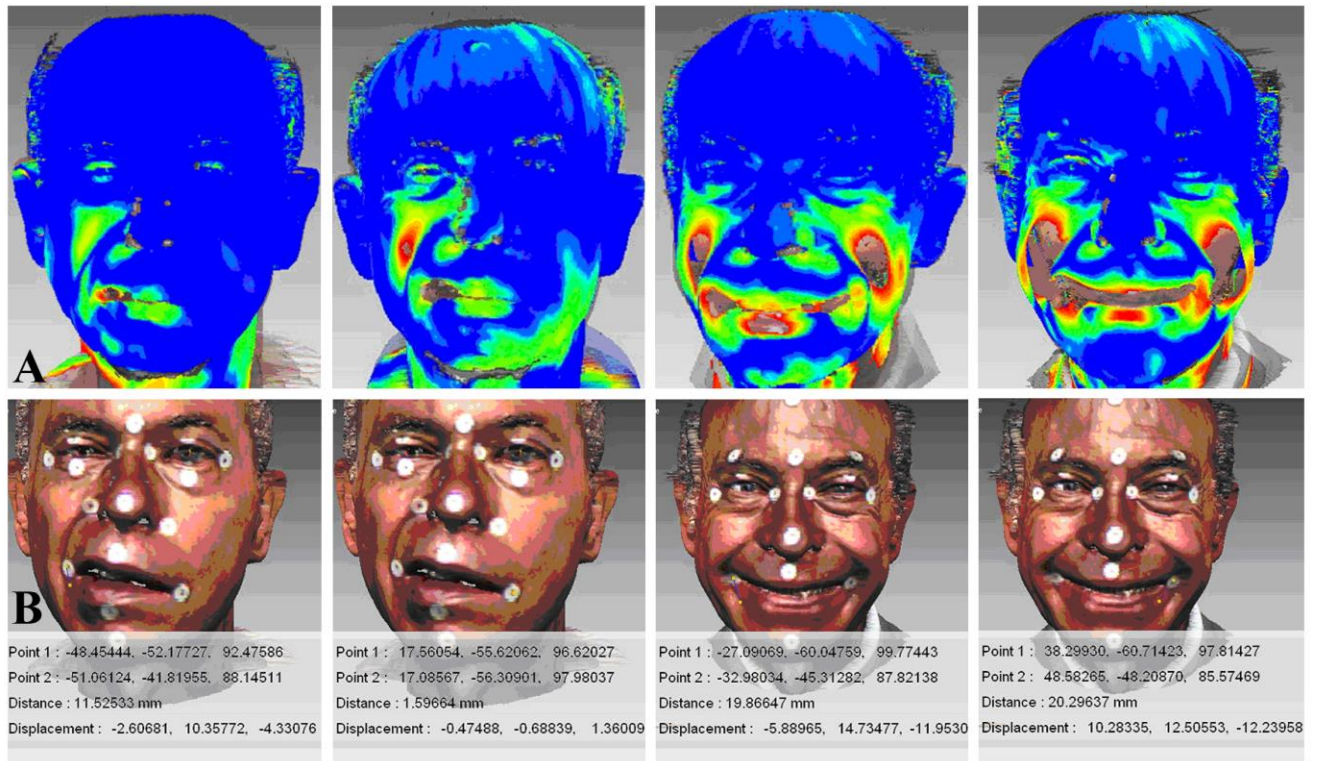 A
B
Point 1 : -48.45444, -52.17727, 92.47586
Point 2 : -51.06124, -41.81955, 88.14511
Distance : 11.52533 mm
Displacement : -2.60681, 10.35772, -4.33076
Point 1 : 17.56054, -55.62062, 96.62027
Point 2 : 17.08567, -56.30901, 97.98037
Distance : 1.59664 mm
Displacement : -0.47488, -0.68839, 1.36009
Point 1 : -27.09069, -60.04759, 99.77443
Point 2 : -32.98034, -45.31282, 87.82138
Distance : 19.86647 mm
Displacement : -5.88965, 14.73477, -11.9530
Point 1 : 38.29930, -60.71423, 97.81427
Point 2 : 48.58265, -48.20870, 85.57469
Distance : 20.29637 mm
Displacement : 10.28335, 12.50553, -12.23958